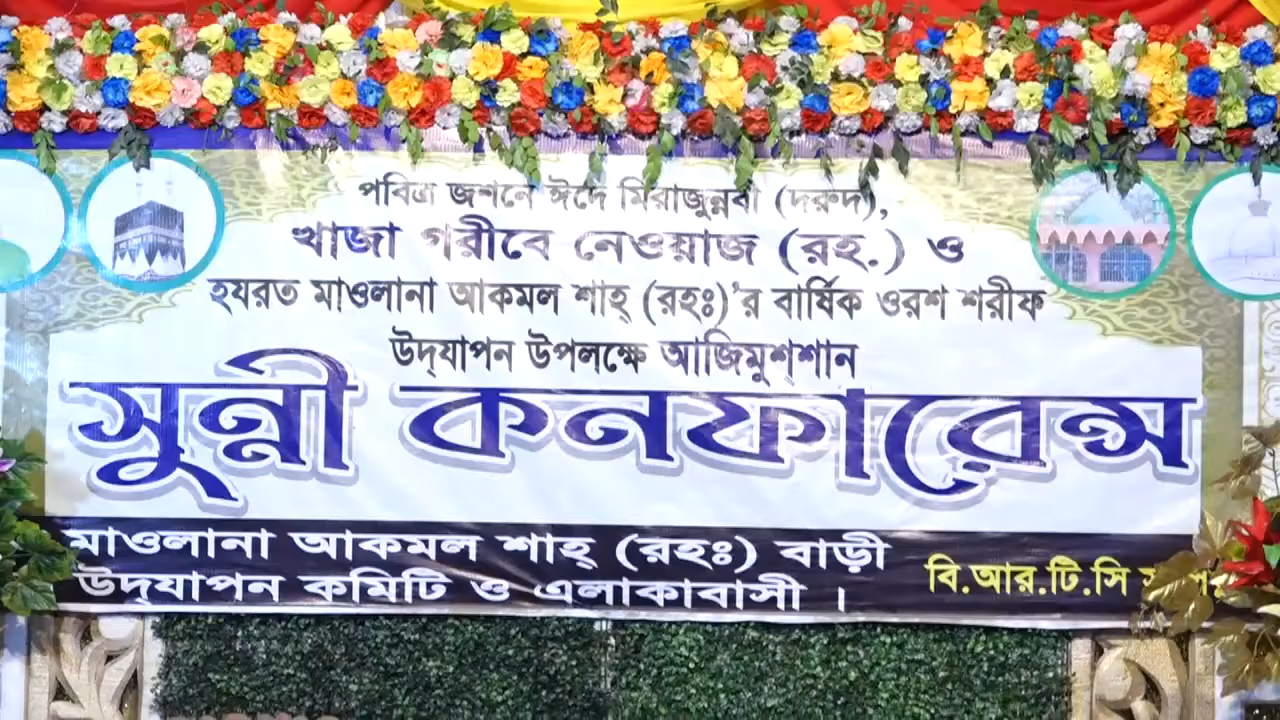 পবিত্র জশনে ঈদে মিরাজুন্নবী (দরুদ),
খাজা গরীবে নেওয়াজ (রহ.) ও
হযরত মাওলানা আকমল শাহ্ (রহঃ)'র বার্ষিক ওরশ শরীফ
উদ্‌যাপন উপলক্ষে আজিমুশ্‌শান
সুন্নী কনফারেন্স
মাওলানা আকমল শাহ্ (রহঃ) বাড়ী
উদ্‌যাপন কমিটি ও এলাকাবাসী ।
বি.আর.টি.সি